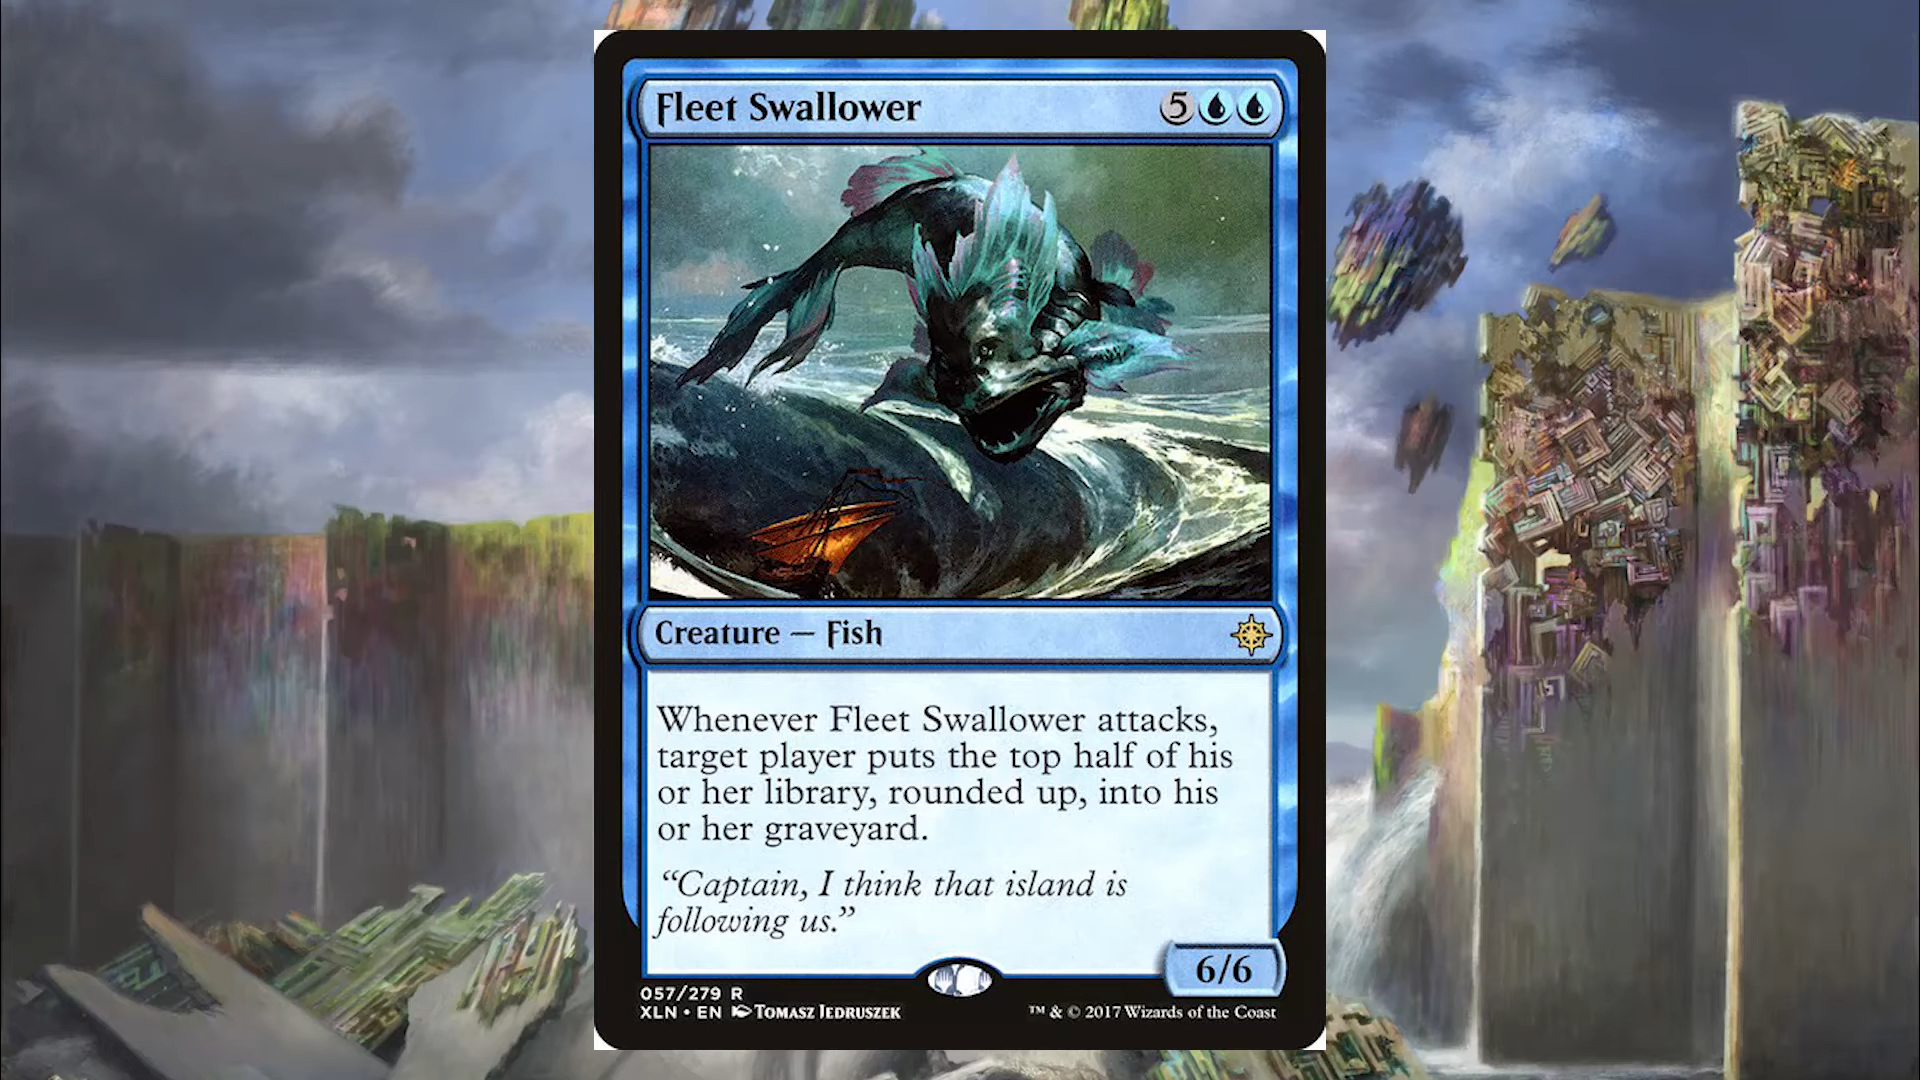 Fleet Swallower 5
Creature — Fish
Whenever Fleet Swallower attacks,
target player puts the top half of his
or her library, rounded up, into his
or her graveyard.
“Captain, I think that island is
following us.”
6/6
057/279 R
XLN • EN Tomasz Jedruszek
™ & © 2017 Wizards of the Coast